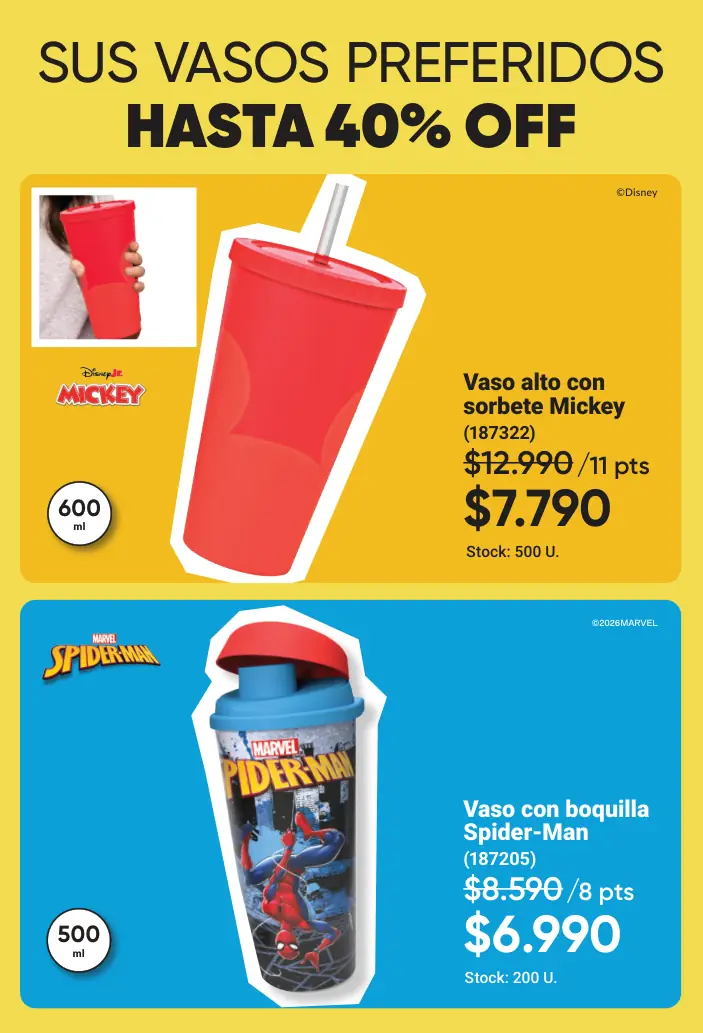 SUS VASOS PREFERIDOS
HASTA 40% OFF
©Disney
Disney Jr.
MICKEY
Vaso alto con
sorbete Mickey
(187322)
$12.990 /11 pts
$7.790
Stock: 500 U.
600
ml
©2026MARVEL
MARVEL
SPIDER-MAN
MARVEL
PIDER-MAN
Vaso con boquilla
Spider-Man
(187205)
$8.590 /8 pts
$6.990
Stock: 200 U.
500
ml